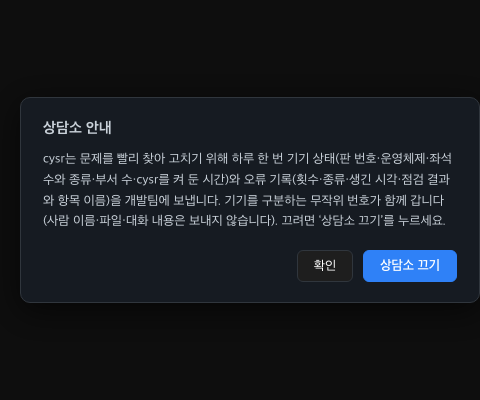 상담소 안내
cysr는 문제를 빨리 찾아 고치기 위해 하루 한 번 기기 상태(판 번호·운영체제·좌석
수와 종류·부서 수·cysr를 켜 둔 시간)와 오류 기록(횟수·종류·생긴 시각·점검 결과
와 항목 이름)을 개발팀에 보냅니다. 기기를 구분하는 무작위 번호가 함께 갑니다
(사람 이름·파일·대화 내용은 보내지 않습니다). 끄려면 '상담소 끄기'를 누르세요.
확인
상담소 끄기